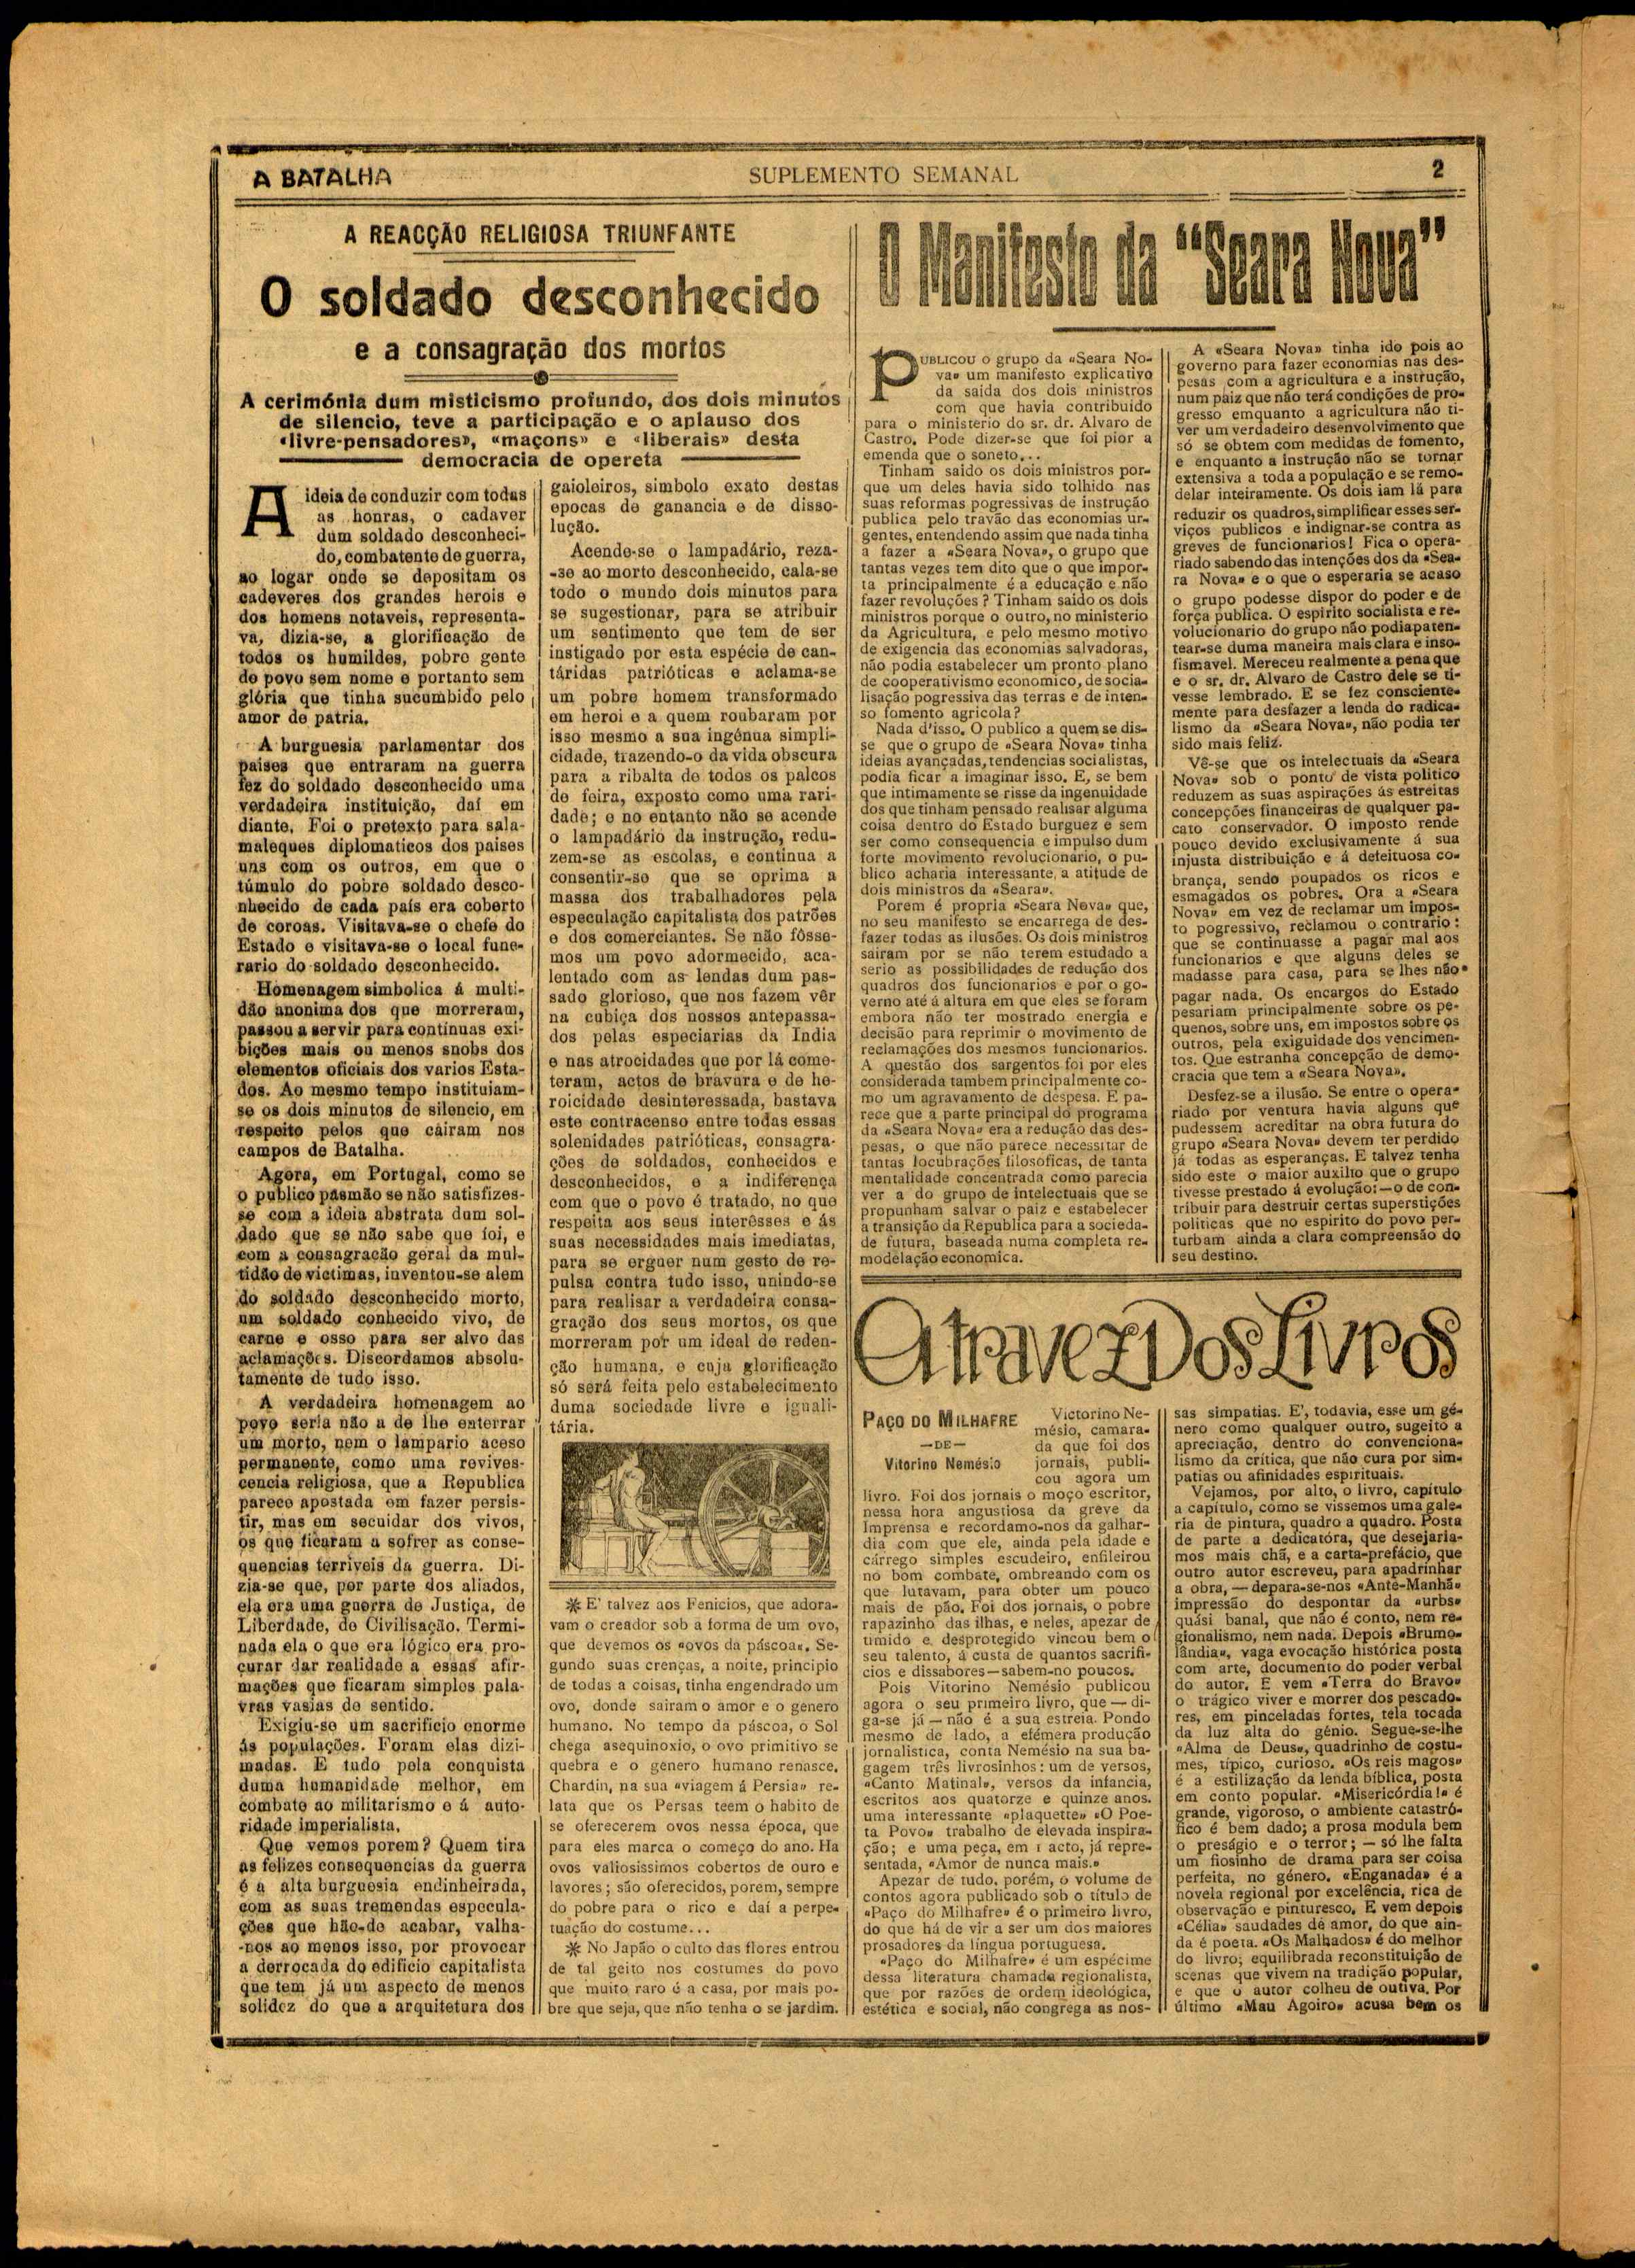 A BATALHA
SUPLEMENTO SEMANAL
2
A REACÇÃO RELIGIOSA TRIUNFANTE
O soldado desconhecido
e a consagração dos mortos
A cerimónia dum misticismo profundo, dos dois minutos
de silencio, teve a participação e o aplauso dos
«livre-pensadores», «maçons» e «liberais» desta
democracia de opereta
A ideia de conduzir com todas
as honras, o cadaver
dum soldado desconheci-
do, combatente de guerra,
ao logar onde se depositam os
cadeveres dos grandes herois e
dos homens notaveis, representa-
va, dizia-se, a glorificação de
todos os humildes, pobre gente
do povo sem nome e portanto sem
glória que tinha sucumbido pelo
amor de patria.
A burguesia parlamentar dos
paises que entraram na guerra
fez do soldado desconhecido uma
verdadeira instituição, daí em
diante. Foi o pretexto para sala-
maleques diplomaticos dos paises
uns com os outros, em que o
túmulo do pobre soldado desco-
nhecido de cada país era coberto
de coroas. Visitava-se o chefe do
Estado e visitava-se o local fune-
rario do soldado desconhecido.
Homenagem simbolica á multi-
dão anonima dos que morreram,
passou a servir para contínuas exi-
bições mais ou menos snobs dos
elementos oficiais dos varios Esta-
dos. Ao mesmo tempo instituiam-
se os dois minutos de silencio, em
respeito pelos que cáiram nos
campos de Batalha.
Agora, em Portugal, como se
o publico pasmão se não satisfizes-
se com a ideia abstrata dum sol-
dado que se não sabe que foi, e
com a consagração geral da mul-
tidão de victimas, inventou-se alem
do soldado desconhecido morto,
um soldado conhecido vivo, de
carne e osso para ser alvo das
aclamações. Discordamos absolu-
tamente de tudo isso.
A verdadeira homenagem ao
povo seria não a de lhe enterrar
um morto, nem o lampario aceso
permanente, como uma revives-
cencia religiosa, que a Republica
parece apostada em fazer persis-
tir, mas em secuidar dos vivos,
os que ficaram a sofrer as conse-
quencias terriveis da guerra. Di-
zia-se que, por parte dos aliados,
ela era uma guerra de Justiça, de
Liberdade, de Civilisação. Termi-
nada ela o que era lógico era pro-
curar dar realidade a essas afir-
mações que ficaram simples pala-
vras vasias de sentido.
Exigiu-se um sacrificio enorme
ás populações. Foram elas dizi-
madas. E tudo pela conquista
duma humanidade melhor, em
combate ao militarismo e á auto-
ridade imperialista.
Que vemos porem? Quem tira
as felizes consequencias da guerra
é a alta burguesia endinheirada,
com as suas tremendas especula-
ções que hão-de acabar, valha-
-nos ao menos isso, por provocar
a derrocada do edificio capitalista
que tem já um aspecto de menos
solidez do que a arquitetura dos
gaioleiros, simbolo exato destas
epocas de ganancia e de disso-
lução.
Acende-se o lampadário, reza-
-se ao morto desconhecido, cala-se
todo o mundo dois minutos para
se sugestionar, para se atribuir
um sentimento que tem de ser
instigado por esta espécie de can-
táridas patrióticas e aclama-se
um pobre homem transformado
em heroi e a quem roubaram por
isso mesmo a sua ingénua simpli-
cidade, trazendo-o da vida obscura
para a ribalta de todos os palcos
de feira, exposto como uma rari-
dade; e no entanto não se acende
o lampadário da instrução, redu-
zem-se as escolas, e continua a
consentir-se que se oprima a
massa dos trabalhadores pela
especulação capitalista dos patrões
e dos comerciantes. Se não fôsse-
mos um povo adormecido, aca-
lentado com as lendas dum pas-
sado glorioso, que nos fazem vêr
na cubiça dos nossos antepassa-
dos pelas especiarias da India
e nas atrocidades que por lá come-
teram, actos de bravura e de he-
roicidade desinteressada, bastava
este contracenso entre todas essas
solenidades patrióticas, consagra-
ções de soldados, conhecidos e
desconhecidos, e a indiferença
com que o povo é tratado, no que
respeita aos seus interêsses e ás
suas necessidades mais imediatas,
para se erguer num gesto de re-
pulsa contra tudo isso, unindo-se
para realisar a verdadeira consa-
gração dos seus mortos, os que
morreram por um ideal de reden-
ção humana, e cuja glorificação
só será feita pelo estabelecimento
duma sociedade livre e iguali-
tária.
✻ E' talvez aos Fenicios, que adora-
vam o creador sob a forma de um ovo,
que devemos os «ovos da páscoa«. Se-
gundo suas crenças, a noite, principio
de todas a coisas, tinha engendrado um
ovo, donde sairam o amor e o genero
humano. No tempo da páscoa, o Sol
chega asequinoxio, o ovo primitivo se
quebra e o genero humano renasce.
Chardin, na sua «viagem á Persia» re-
lata que os Persas teem o habito de
se oferecerem ovos nessa época, que
para eles marca o começo do ano. Ha
ovos valiosissimos cobertos de ouro e
lavores; são oferecidos, porem, sempre
do pobre para o rico e daí a perpe-
tuação do costume...
✻ No Japão o culto das flores entrou
de tal geito nos costumes do povo
que muito raro é a casa, por mais po-
bre que seja, que não tenha o se jardim.
O Manifesto da "Seara Nova"
PUBLICOU o grupo da «Seara No-
va» um manifesto explicativo
da saida dos dois ministros
com que havia contribuido
para o ministerio do sr. dr. Alvaro de
Castro. Pode dizer-se que foi pior a
emenda que o soneto...
Tinham saido os dois ministros por-
que um deles havia sido tolhido nas
suas reformas pogressivas de instrução
publica pelo travão das economias ur-
gentes, entendendo assim que nada tinha
a fazer a «Seara Nova», o grupo que
tantas vezes tem dito que o que impor-
ta principalmente é a educação e não
fazer revoluções? Tinham saido os dois
ministros porque o outro, no ministerio
da Agricultura, e pelo mesmo motivo
de exigencia das economias salvadoras,
não podia estabelecer um pronto plano
de cooperativismo economico, de socia-
lisação pogressiva das terras e de inten-
so fomento agricola?
Nada d'isso. O publico a quem se dis-
se que o grupo de «Seara Nova» tinha
ideias avançadas, tendencias socialistas,
podia ficar a imaginar isso. E, se bem
que intimamente se risse da ingenuidade
dos que tinham pensado realisar alguma
coisa dentro do Estado burguez e sem
ser como consequencia e impulso dum
forte movimento revolucionario, o pu-
blico acharia interessante, a atitude de
dois ministros da «Seara».
Porem é propria «Seara Nova» que,
no seu manifesto se encarrega de des-
fazer todas as ilusões. Os dois ministros
sairam por se não terem estudado a
serio as possibilidades de redução dos
quadros dos funcionarios e por o go-
verno até á altura em que eles se foram
embora não ter mostrado energia e
decisão para reprimir o movimento de
reclamações dos mesmos funcionarios.
A questão dos sargentos foi por eles
considerada tambem principalmente co-
mo um agravamento de despesa. E pa-
rece que a parte principal do programa
da «Seara Nova» era a redução das des-
pesas, o que não parece necessitar de
tantas locubrações filosoficas, de tanta
mentalidade concentrada como parecia
ver a do grupo de intelectuais que se
propunham salvar o paiz e estabelecer
a transição da Republica para a socieda-
de futura, baseada numa completa re-
modelação economica.
A «Seara Nova» tinha ido pois ao
governo para fazer economias nas des-
pesas com a agricultura e a instrução,
num paiz que não terá condições de pro-
gresso emquanto a agricultura não ti-
ver um verdadeiro desenvolvimento que
só se obtem com medidas de fomento,
e enquanto a instrução não se tornar
extensiva a toda a população e se remo-
delar inteiramente. Os dois iam lá para
reduzir os quadros, simplificar esses ser-
viços publicos e indignar-se contra as
greves de funcionarios! Fica o opera-
riado sabendo das intenções dos da «Sea-
ra Nova» e o que o esperaria se acaso
o grupo podesse dispor do poder e de
força publica. O espirito socialista e re-
volucionario do grupo não podia paten-
tear-se duma maneira mais clara e inso-
fismavel. Mereceu realmente a pena que
e o sr. dr. Alvaro de Castro dele se ti-
vesse lembrado. E se fez consciente-
mente para desfazer a lenda do radica-
lismo da «Seara Nova», não podia ter
sido mais feliz.
Vê-se que os intelectuais da «Seara
Nova» sob o ponto de vista politico
reduzem as suas aspirações ás estreitas
concepções financeiras de qualquer pa-
cato conservador. O imposto rende
pouco devido exclusivamente á sua
injusta distribuição e á defeituosa co-
brança, sendo poupados os ricos e
esmagados os pobres. Ora a «Seara
Nova» em vez de reclamar um impos-
to pogressivo, reclamou o contrario:
que se continuasse a pagar mal aos
funcionarios e que alguns deles se
madasse para casa, para se lhes não
pagar nada. Os encargos do Estado
pesariam principalmente sobre os pe-
quenos, sobre uns, em impostos sobre os
outros, pela exiguidade dos vencimen-
tos. Que estranha concepção de demo-
cracia que tem a «Seara Nova».
Desfez-se a ilusão. Se entre o opera-
riado por ventura havia alguns que
pudessem acreditar na obra futura do
grupo «Seara Nova» devem ter perdido
já todas as esperanças. E talvez tenha
sido este o maior auxilio que o grupo
tivesse prestado á evolução:—o de con-
tribuir para destruir certas superstições
politicas que no espirito do povo per-
turbam ainda a clara compreensão do
seu destino.
Atravez Dos Livros
PAÇO DO MILHAFRE
—DE—
Vitorino Nemésio
Victorino Ne-
mésio, camara-
da que foi dos
jornais, publi-
cou agora um
livro. Foi dos jornais o moço escritor,
nessa hora angustiosa da greve da
Imprensa e recordamo-nos da galhar-
dia com que ele, ainda pela idade e
cárrego simples escudeiro, enfileirou
no bom combate, ombreando com os
que lutavam, para obter um pouco
mais de pão. Foi dos jornais, o pobre
rapazinho das ilhas, e neles, apezar de
timido e desprotegido vincou bem o
seu talento, á custa de quantos sacrifi-
cios e dissabores—sabem-no poucos.
Pois Vitorino Nemésio publicou
agora o seu primeiro livro, que — di-
ga-se já — não é a sua estreia. Pondo
mesmo de lado, a efémera produção
jornalistica, conta Nemésio na sua ba-
gagem três livrosinhos: um de versos,
«Canto Matinal», versos da infancia,
escritos aos quatorze e quinze anos.
uma interessante «plaquette» «O Poe-
ta Povo» trabalho de elevada inspira-
ção; e uma peça, em 1 acto, já repre-
sentada, «Amor de nunca mais.»
Apezar de tudo, porém, o volume de
contos agora publicado sob o título de
«Paço do Milhafre» é o primeiro livro,
do que há de vir a ser um dos maiores
prosadores da língua portuguesa.
«Paço do Milhafre» é um espécime
dessa literatura chamada regionalista,
que por razões de ordem ideológica,
estética e social, não congrega as nos-
sas simpatias. E', todavia, esse um gé-
nero como qualquer outro, sugeito a
apreciação, dentro do convenciona-
lismo da crítica, que não cura por sim-
patias ou afinidades espirituais.
Vejamos, por alto, o livro, capítulo
a capítulo, como se vissemos uma gale-
ria de pintura, quadro a quadro. Posta
de parte a dedicatóra, que desejaria-
mos mais chã, e a carta-prefácio, que
outro autor escreveu, para apadrinhar
a obra, — depara-se-nos «Ante-Manhã»
impressão do despontar da «urbs»
quási banal, que não é conto, nem re-
gionalismo, nem nada. Depois «Brumo-
lândia», vaga evocação histórica posta
com arte, documento do poder verbal
do autor. E vem «Terra do Bravo»
o trágico viver e morrer dos pescado-
res, em pinceladas fortes, tela tocada
da luz alta do génio. Segue-se-lhe
«Alma de Deus«, quadrinho de costu-
mes, típico, curioso. «Os reis magos»
é a estilização da lenda bíblica, posta
em conto popular. «Misericórdia!» é
grande, vigoroso, o ambiente catastró-
fico é bem dado; a prosa modula bem
o preságio e o terror; — só lhe falta
um fiosinho de drama para ser coisa
perfeita, no género. «Enganada» é a
novela regional por excelência, rica de
observação e pinturesco. E vem depois
«Célia» saudades de amor, do que ain-
da é poeta. «Os Malhados» é do melhor
do livro; equilibrada reconstituição de
scenas que vivem na tradição popular,
e que o autor colheu de outiva. Por
último «Mau Agoiro» acusa bem os